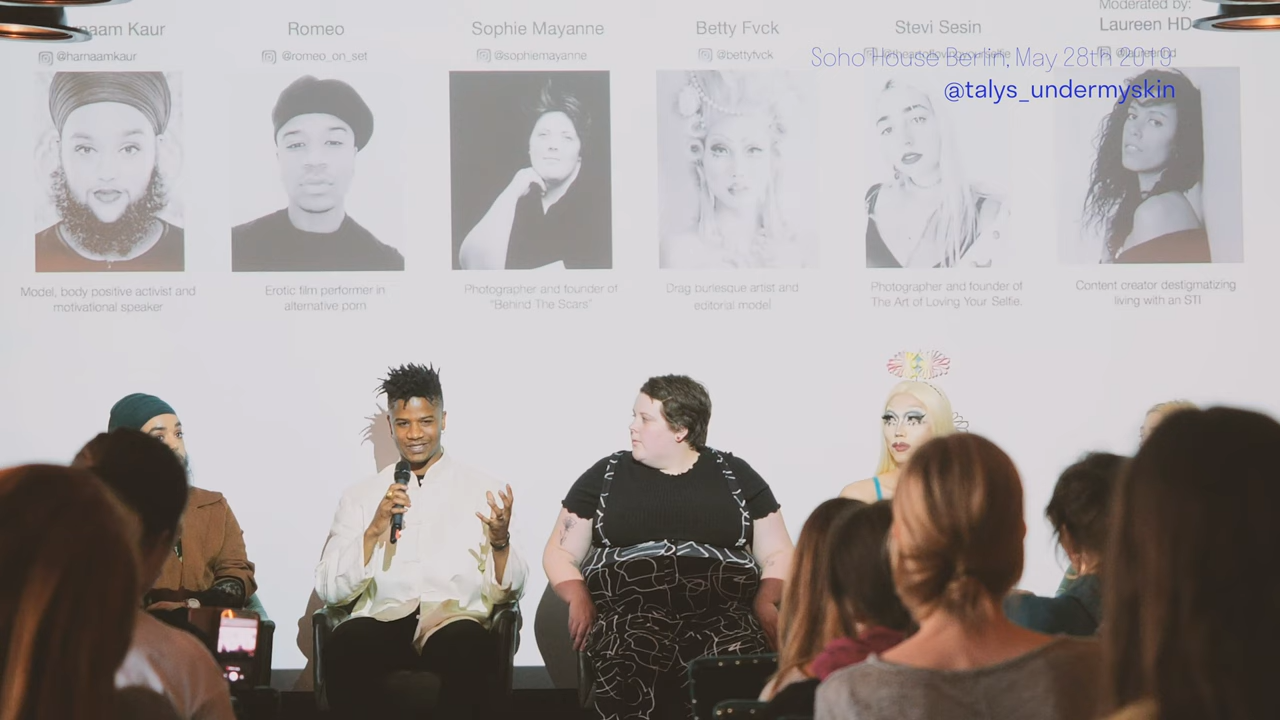 Kaur
@harnaamkaur
Model, body positive activist and
motivational speaker
Romeo
@romeo_on_set
Erotic film performer in
alternative porn
Sophie Mayanne
@sophiemayanne
Photographer and founder of
"Behind The Scars"
Betty Fvck
@bettyfvck
Drag burlesque artist and
editorial model
Stevi Sesin
Photographer and founder of
The Art of Loving Your Selfie.
Moderated by:
Laureen HD
Content creator destigmatizing
living with an STI
Soho House Berlin, May 28th 2019
@talys_undermyskin